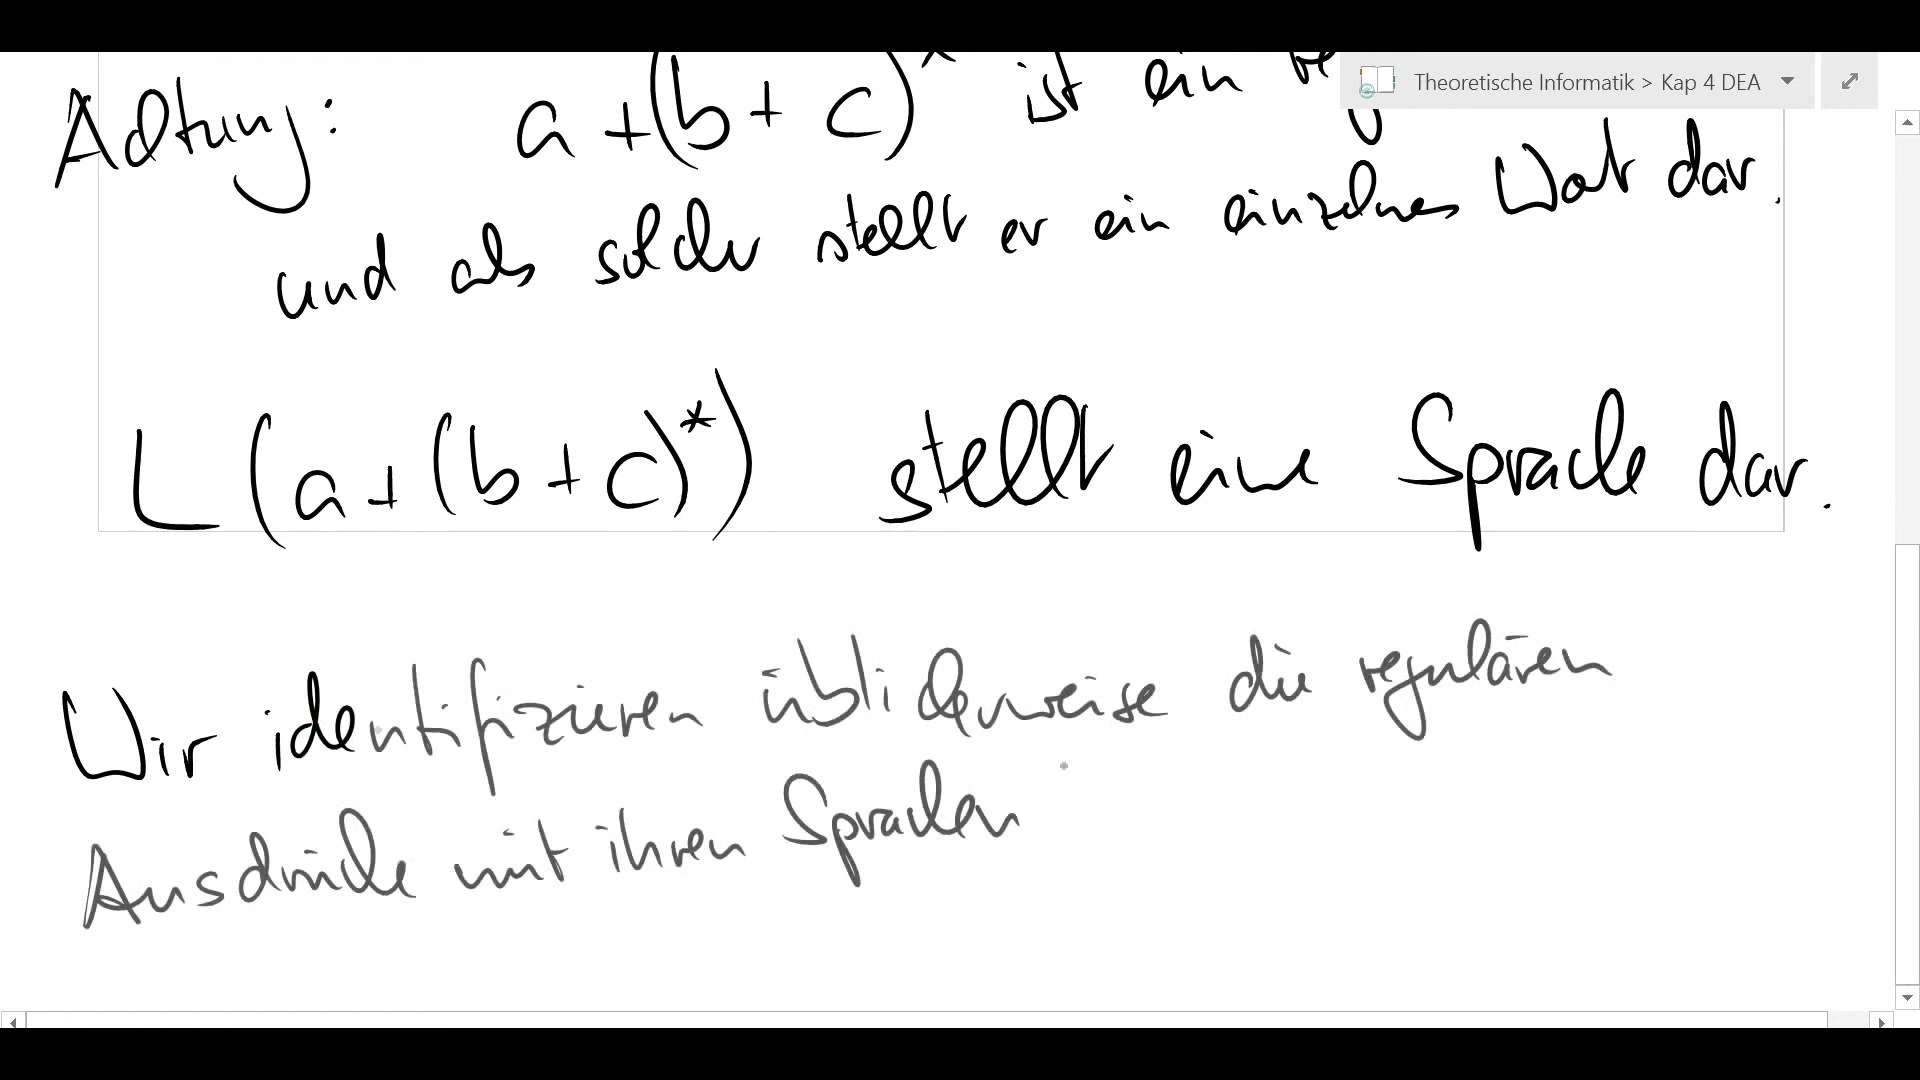 Theoretische Informatik > Kap 4 DEA
Achtung: a + (b + c)* ist ein
und als solcher stellt er ein einzelnes Wort dar.
L (a + (b + c)*) stellt eine Sprache dar.
Wir identifizieren üblicherweise die regulären
Ausdrücke mit ihren Sprachen